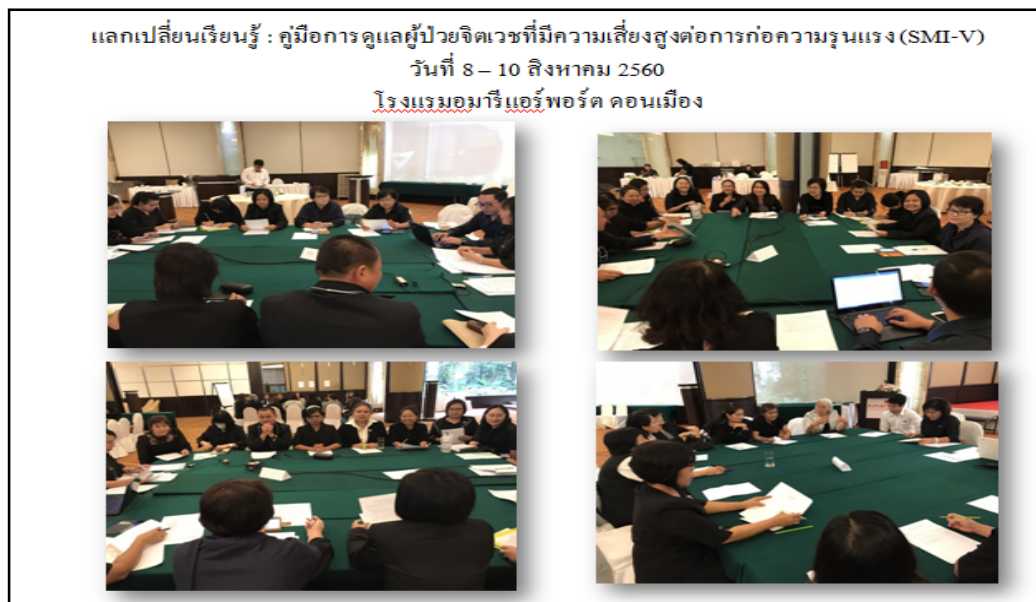 แลกเปลี่ยนเรียนรู้ : คู่มือการดูแลผู้ป่วยจิตเวชที่มีความเสี่ยงสูงต่อการก่อความรุนแรง (SMI-V)
วันที่ 8 – 10 สิงหาคม 2560
โรงแรมอมารีแอร์พอร์ต ดอนเมือง